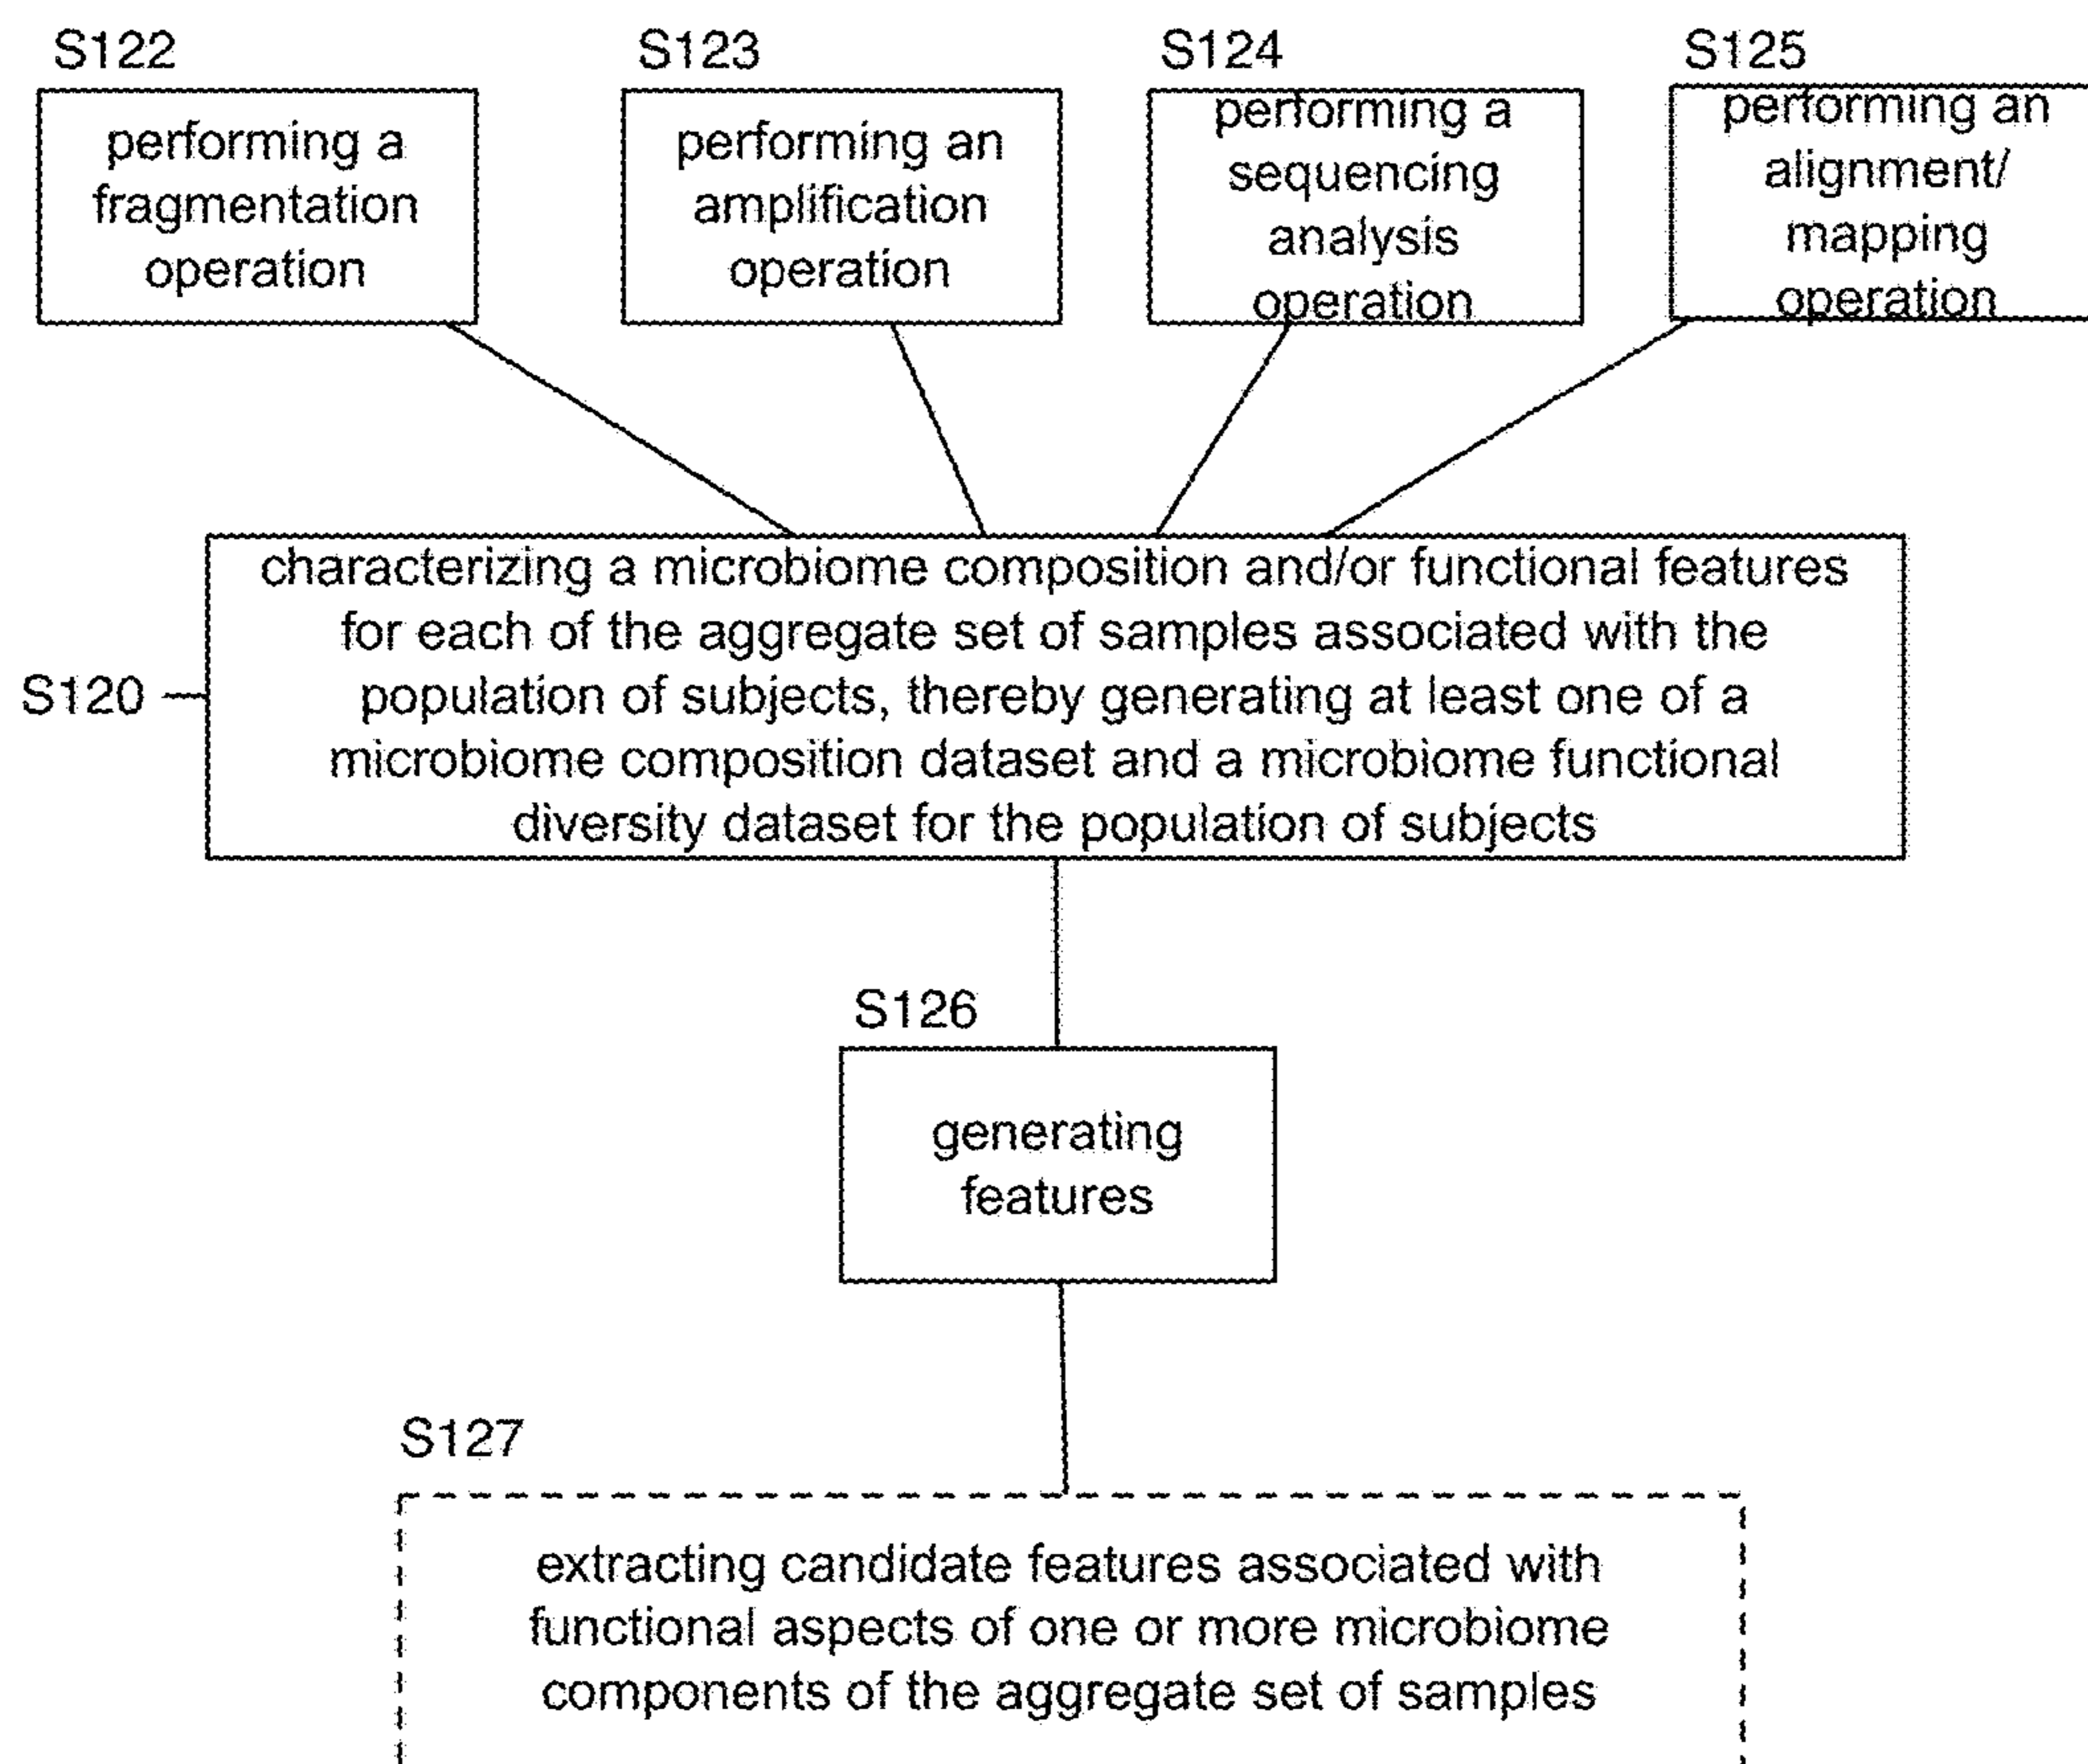 S122
performing a
fragmentation
operation
S123
performing an
amplification
operation
S124
performing a
sequencing
analysis
operation
S125
performing an
alignment/
mapping
operation
S120
characterizing a microbiome composition and/or functional features
for each of the aggregate set of samples associated with the
population of subjects, thereby generating at least one of a
microbiome composition dataset and a microbiome functional
diversity dataset for the population of subjects
S126
generating
features
S127
extracting candidate features associated with
functional aspects of one or more microbiome
components of the aggregate set of samples